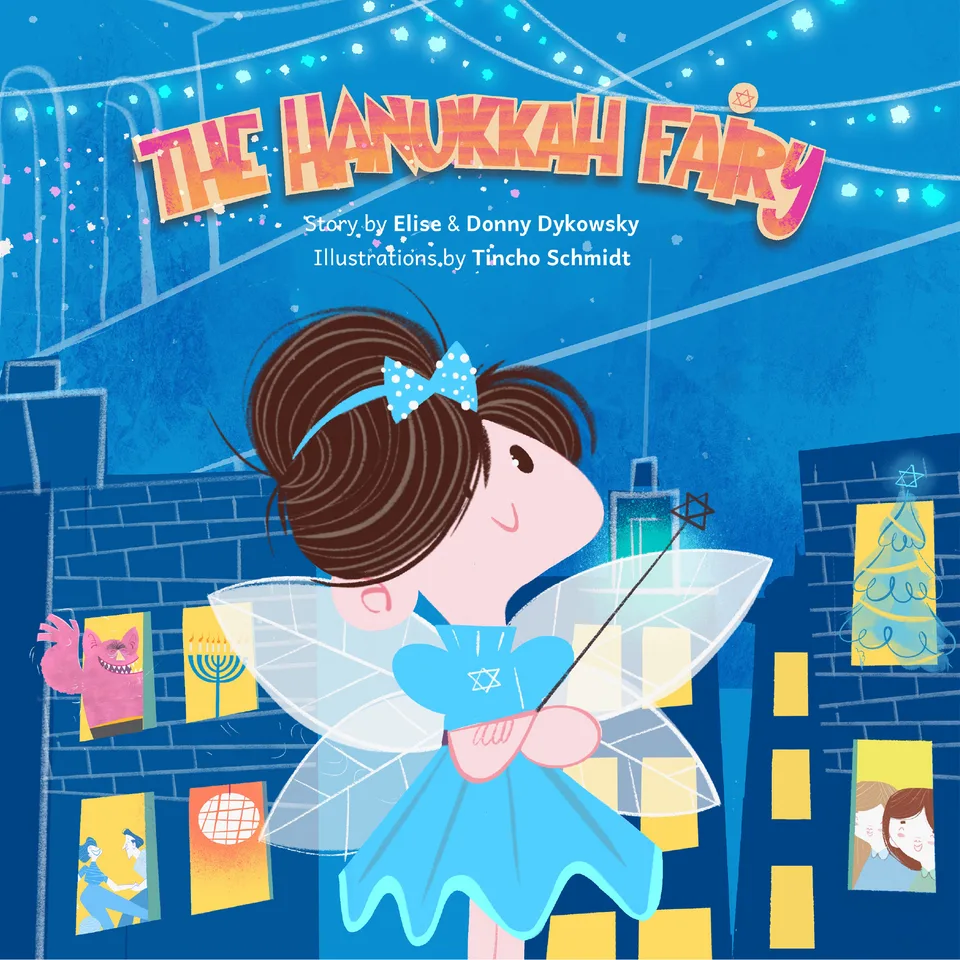 THE HANUKKAH FAIRY
Story by Elise & Donny Dykowsky
Illustrations by Tincho Schmidt